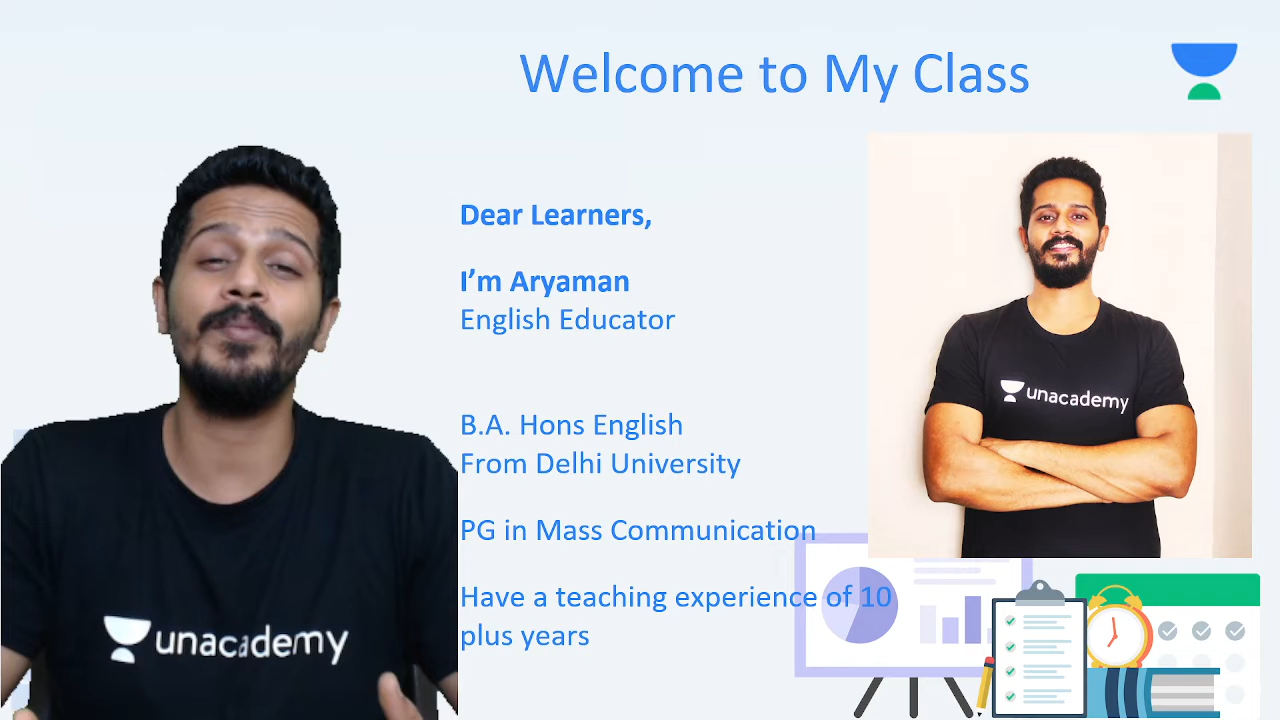 Welcome to My Class
Dear Learners,
I'm Aryaman
English Educator
B.A. Hons English
From Delhi University
PG in Mass Communication
Have a teaching experience of 10
plus years
unacademy
unacademy